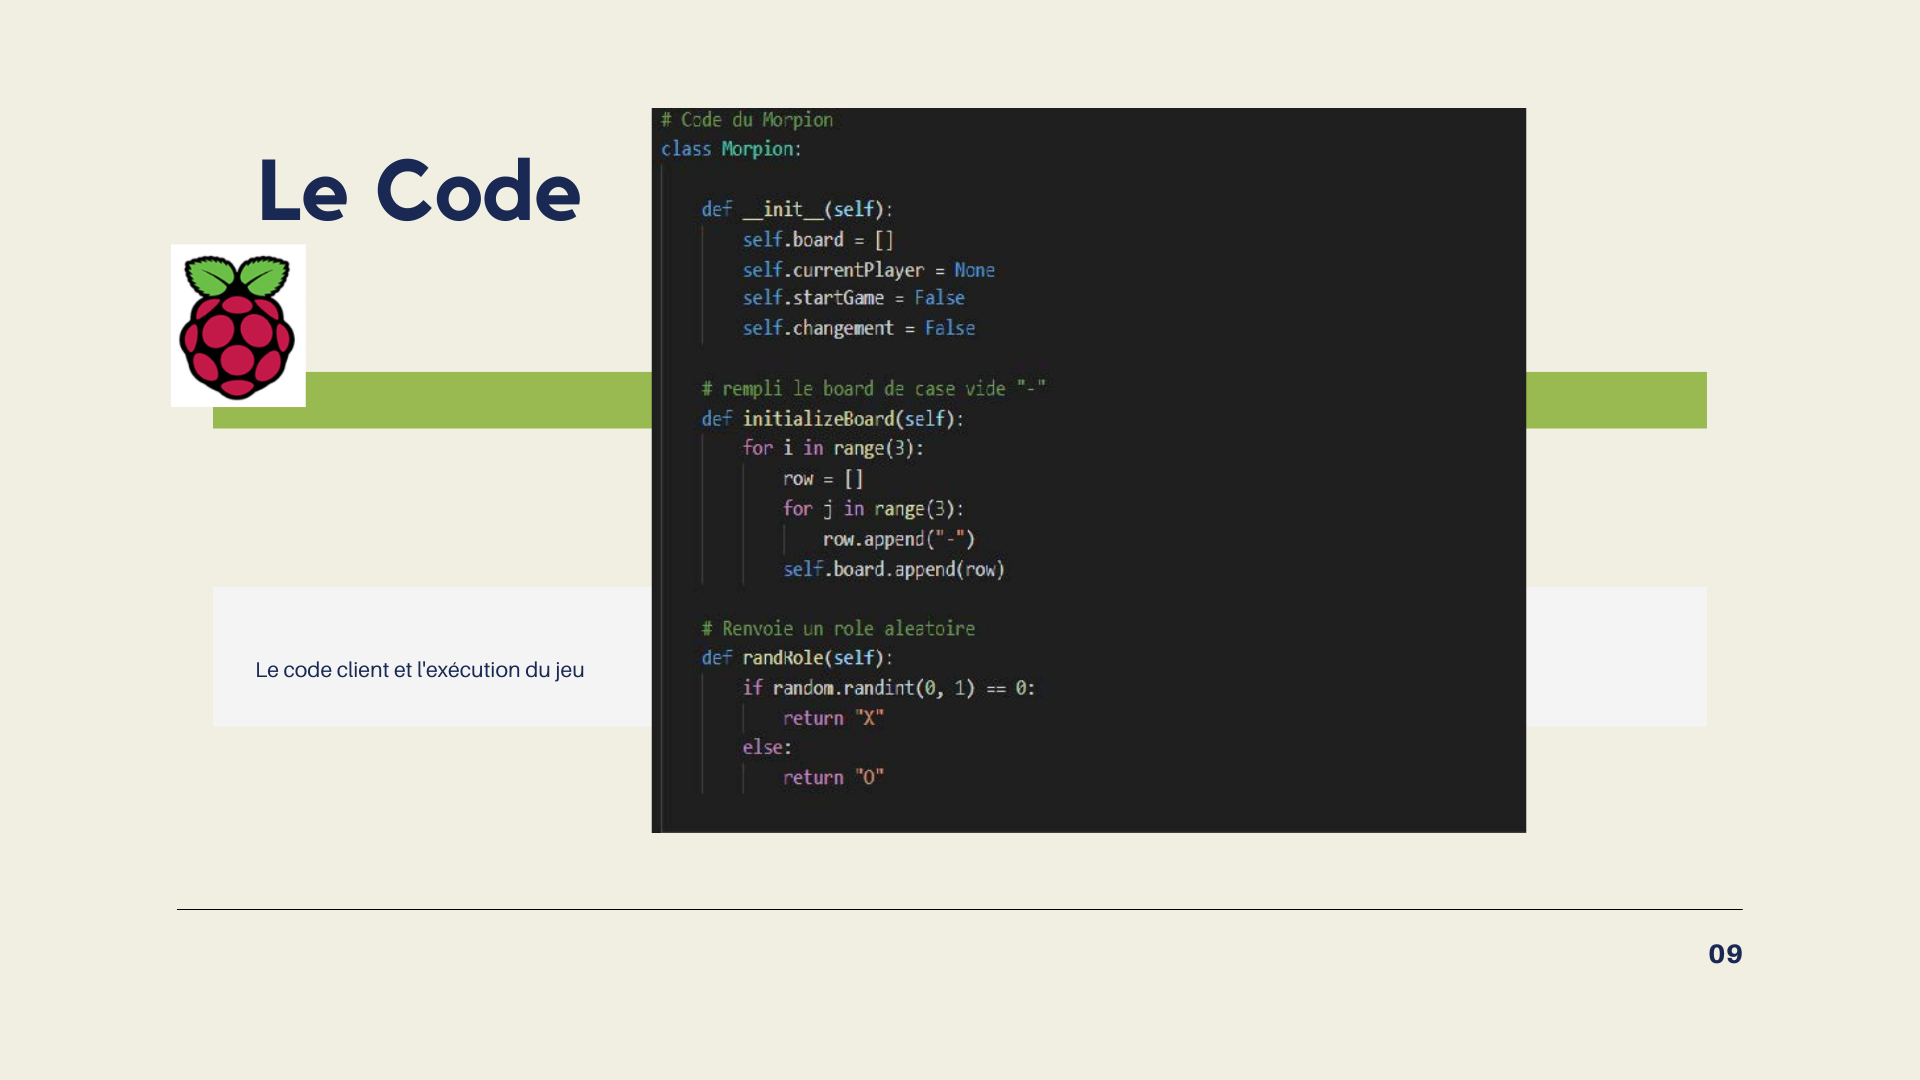 Le Code
# Code du Morpion
class Morpion:
def __init__(self):
self.board = []
self.currentPlayer = None
self.startGame = False
self.changement = False
# rempli le board de case vide "-"
def initializeBoard(self):
for i in range(3):
row = []
for j in range(3):
row.append("-")
self.board.append(row)
# Renvoie un role aleatoire
def randRole(self):
if random.randint(0, 1) == 0:
return "X"
else:
return "O"
Le code client et l'exécution du jeu
09